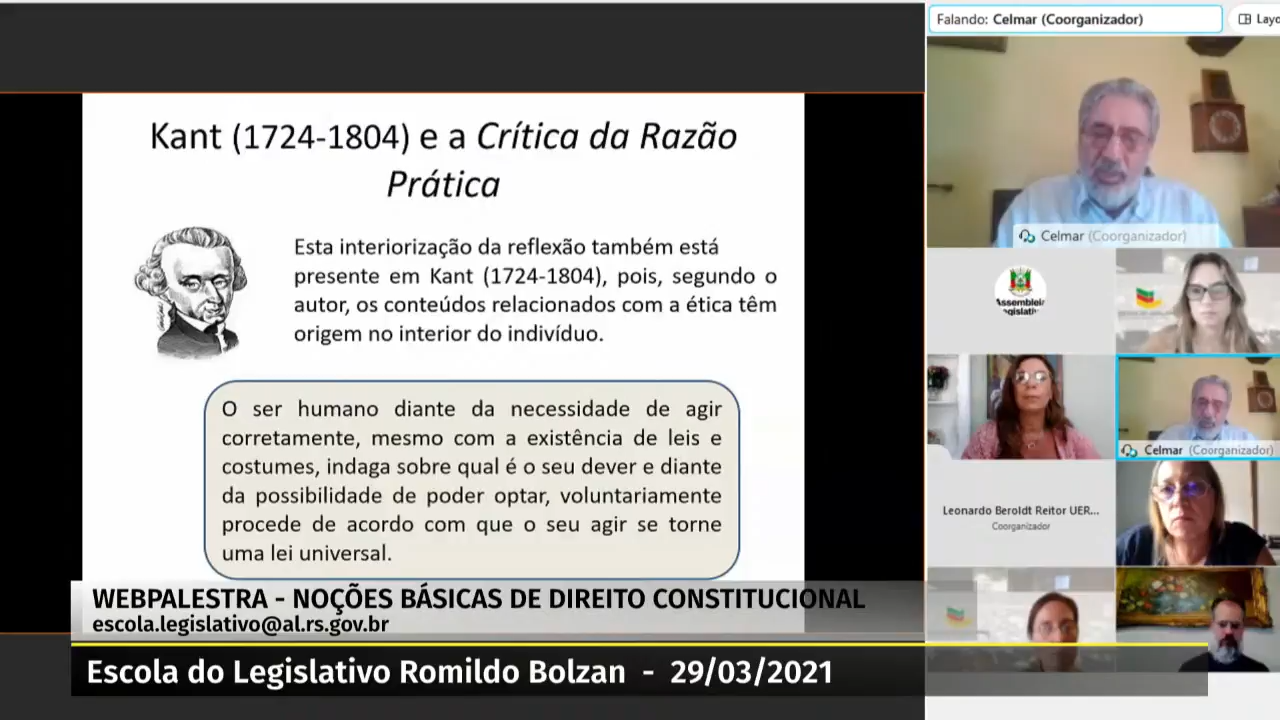 Falando: Celmar (Coorganizador)
Kant (1724-1804) e a Crítica da Razão
Prática
Esta interiorização da reflexão também está
presente em Kant (1724-1804), pois, segundo o
autor, os conteúdos relacionados com a ética têm
origem no interior do indivíduo.
O ser humano diante da necessidade de agir
corretamente, mesmo com a existência de leis e
costumes, indaga sobre qual é o seu dever e diante
da possibilidade de poder optar, voluntariamente
procede de acordo com que o seu agir se torne
uma lei universal.
WEBPALESTRA - NOÇÕES BÁSICAS DE DIREITO CONSTITUCIONAL
escola.legislativo@al.rs.gov.br
Escola do Legislativo Romildo Bolzan - 29/03/2021
Celmar (Coorganizador)
Celmar (Coorganizador)
Leonardo Beroldt Reitor UER...
Coorganizador